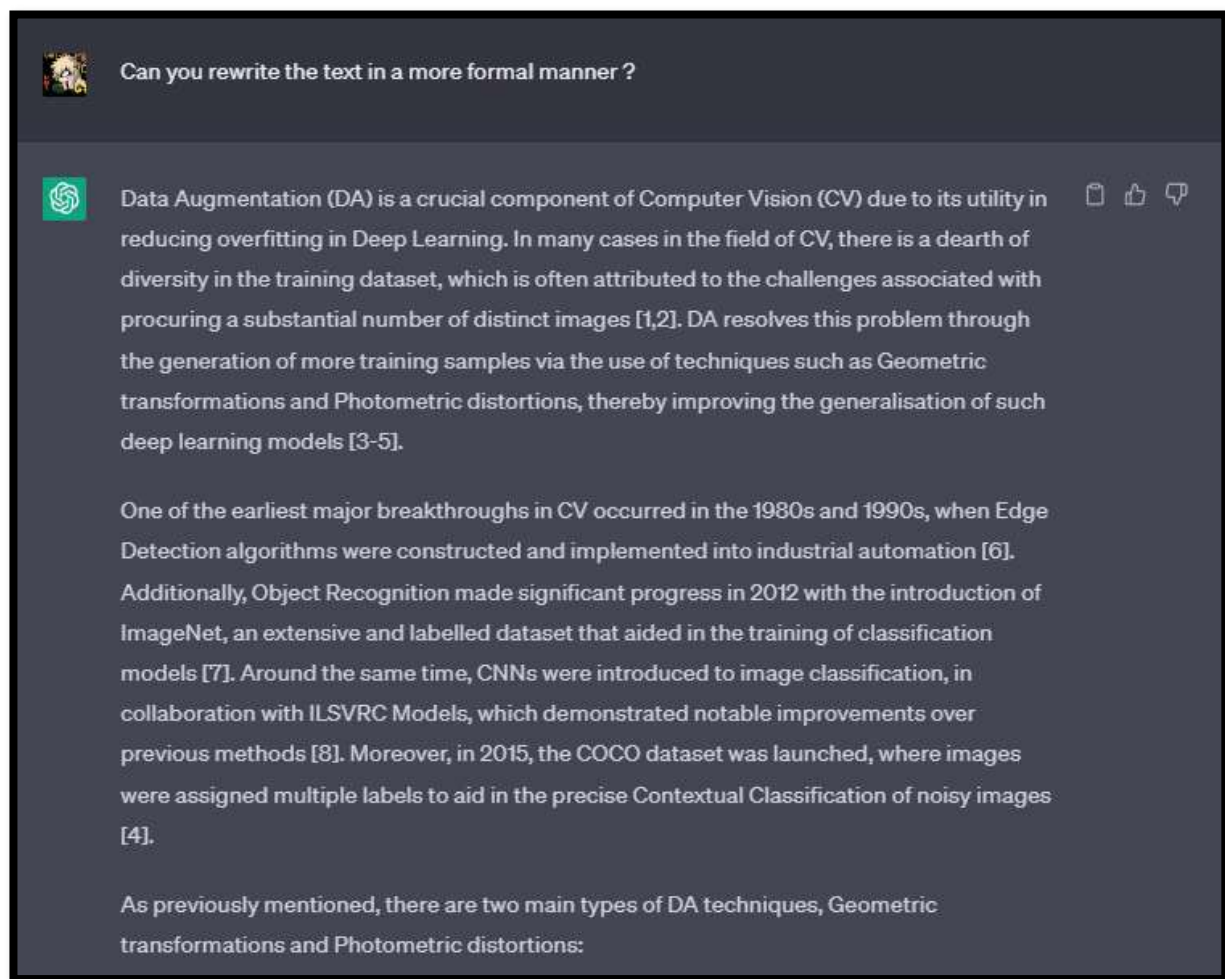 Can you rewrite the text in a more formal manner ?
Data Augmentation (DA) is a crucial component of Computer Vision (CV) due to its utility in
reducing overfitting in Deep Learning. In many cases in the field of CV, there is a dearth of
diversity in the training dataset, which is often attributed to the challenges associated with
procuring a substantial number of distinct images [1,2]. DA resolves this problem through
the generation of more training samples via the use of techniques such as Geometric
transformations and Photometric distortions, thereby improving the generalisation of such
deep learning models [3-5].
One of the earliest major breakthroughs in CV occurred in the 1980s and 1990s, when Edge
Detection algorithms were constructed and implemented into industrial automation [6].
Additionally, Object Recognition made significant progress in 2012 with the introduction of
ImageNet, an extensive and labelled dataset that aided in the training of classification
models [7]. Around the same time, CNNs were introduced to image classification, in
collaboration with ILSVRC Models, which demonstrated notable improvements over
previous methods [8]. Moreover, in 2015, the COCO dataset was launched, where images
were assigned multiple labels to aid in the precise Contextual Classification of noisy images
[4].
As previously mentioned, there are two main types of DA techniques, Geometric
transformations and Photometric distortions: